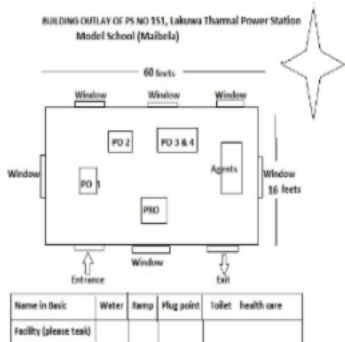 BUILDING OUTLAY OF PS NO 151, Lakuwa Tharmal Power Station
Model School (Maibela)
60 feets
Window Window Window
PO 2 PO 3 & 4
Window PO 1 Agents Window
16 feets
PRO
Window
Entrance Exit
Name in Basic Water Ramp Plug point Toilet health care
Facility (please teak)